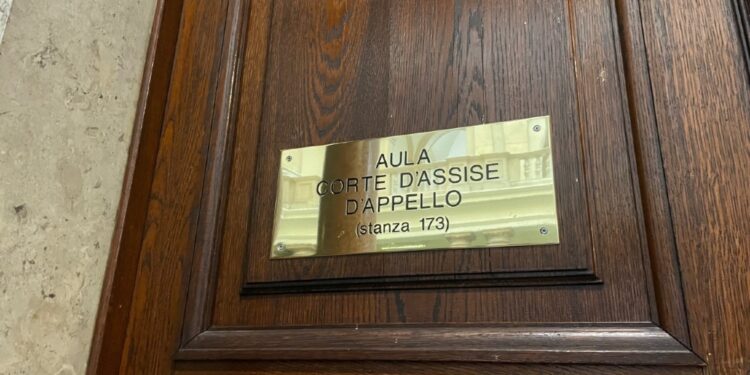 AULA
CORTE D'ASSISE
D'APPELLO
(stanza 173)